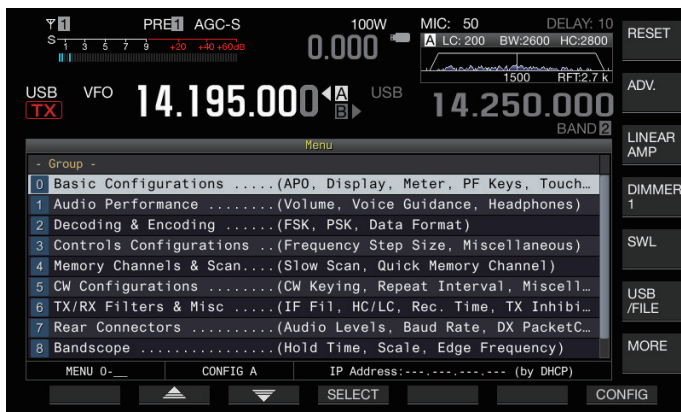 1 PRE1 AGC-S 100W MIC: 50 DELAY: 10
S 1 3 5 7 9 +20 +40 +60dB 0.000 A LC: 200 BW:2600 HC:2800
1500 RFT:2.7 k
USB VFO 14.195.000 A USB 14.250.000
TX B BAND 2
Menu
- Group -
0 Basic Configurations .....(APO, Display, Meter, PF Keys, Touch…
1 Audio Performance ........(Volume, Voice Guidance, Headphones)
2 Decoding & Encoding ......(FSK, PSK, Data Format)
3 Controls Configurations ..(Frequency Step Size, Miscellaneous)
4 Memory Channels & Scan....(Slow Scan, Quick Memory Channel)
5 CW Configurations ........(CW Keying, Repeat Interval, Miscell…
6 TX/RX Filters & Misc .....(IF Fil, HC/LC, Rec. Time, TX Inhibi…
7 Rear Connectors ..........(Audio Levels, Baud Rate, DX PacketC…
8 Bandscope ................(Hold Time, Scale, Edge Frequency)
MENU 0-__ CONFIG A IP Address:---.---.---.--- (by DHCP)
SELECT CONFIG
RESET
ADV.
LINEAR
AMP
DIMMER
1
SWL
USB
/FILE
MORE